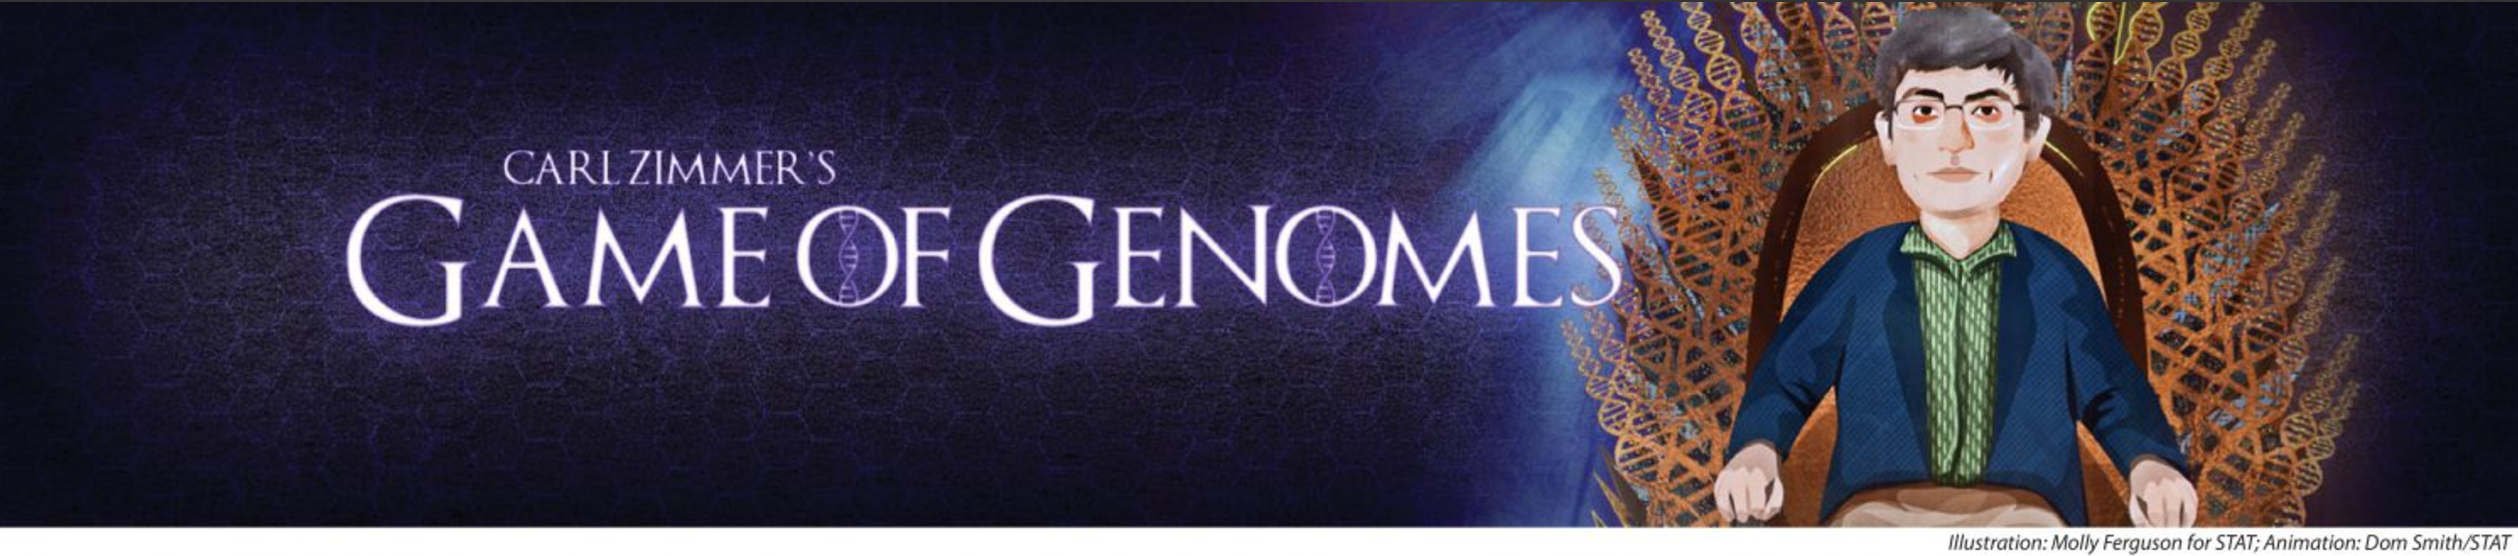 CARL ZIMMER'S
GAME OF GENOMES
Illustration: Molly Ferguson for STAT; Animation: Dom Smith/STAT